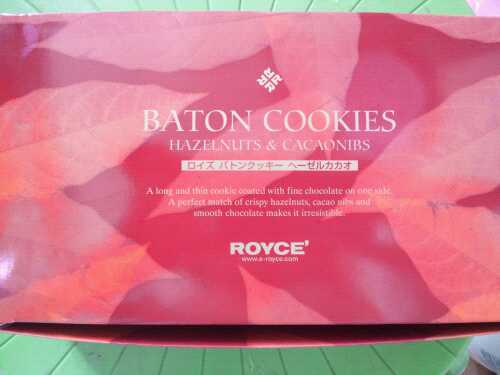 BATON COOKIES
HAZELNUTS & CACAONIBS
ロイズ バトンクッキー ヘーゼルカカオ
A long and thin cookie coated with fine chocolate on one side.
A perfect match of crispy hazelnuts, cacao nibs and
smooth chocolate makes it irresistible.
ROYCE'
www.e-royce.com